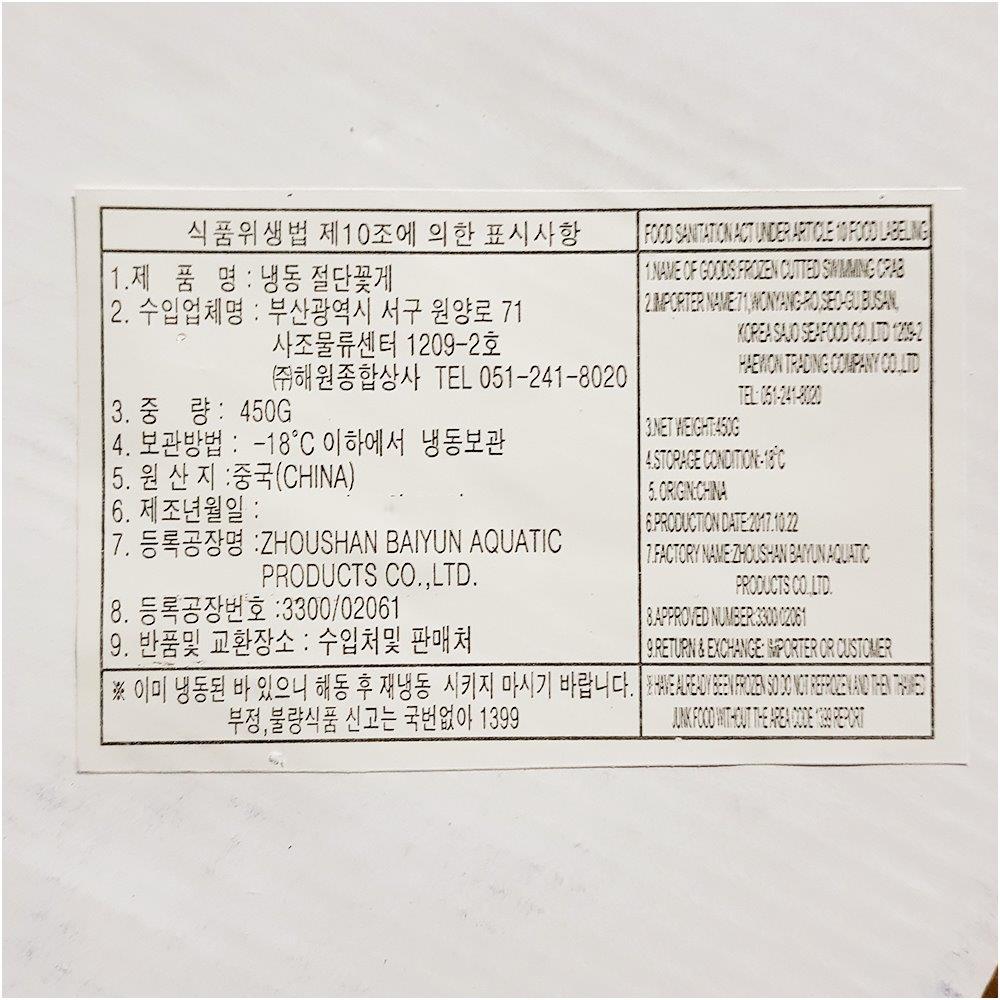 식품위생법 제10조에 의한 표시사항
1.제 품 명 : 냉동 절단꽃게
2. 수입업체명 : 부산광역시 서구 원양로 71
사조물류센터 1209-2호
㈜해원종합상사 TEL 051-241-8020
3. 중 량 : 450G
4. 보관방법 : -18°C 이하에서 냉동보관
5. 원 산 지 :중국(CHINA)
6. 제조년월일 :
7. 등록공장명 :ZHOUSHAN BAIYUN AQUATIC
PRODUCTS CO.,LTD.
8. 등록공장번호 :3300/02061
9. 반품및 교환장소 : 수입처및 판매처
※ 이미 냉동된 바 있으니 해동 후 재냉동 시키지 마시기 바랍니다.
부정,불량식품 신고는 국번없아 1399
FOOD SANITATION ACT UNDER ARTICLE 10 FOOD LABELING
1.NAME OF GOODS:FROZEN CUTTED SWIMMING CRAB
2.IMPORTER NAME:71,WONYANG-RO,SEO-GU,BUSAN,
KOREA SAJO SEAFOOD CO.,LTD 1209-2
HAEWON TRADING COMPANY CO.,LTD
TEL: 051-241-8020
3.NET WEIGHT:450G
4.STORAGE CONDITION:-18°C
5. ORIGIN:CHINA
6.PRODUCTION DATE:2017.10.22
7.FACTORY NAME:ZHOUSHAN BAIYUN AQUATIC
PRODUCTS CO.,LTD.
8.APPROVED NUMBER:3300/02061
9.RETURN & EXCHANGE: IMPORTER OR CUSTOMER
※HAVE ALREADY BEEN FROZEN SO DO NOT REFROZEN AND THEN THAWED
JUNK FOOD WITHOUT THE AREA CODE 1399 REPORT